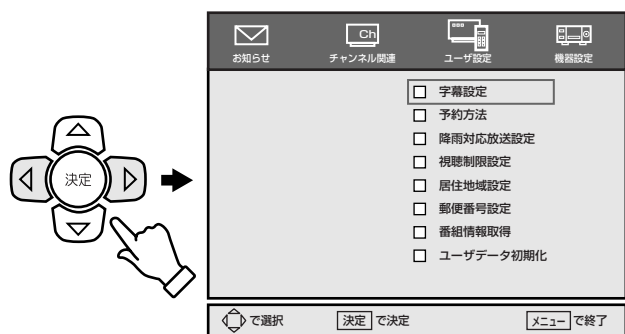 Ch
お知らせ
チャンネル関連
ユーザ設定
機器設定
字幕設定
予約方法
降雨対応放送設定
視聴制限設定
居住地域設定
郵便番号設定
番組情報取得
ユーザデータ初期化
決定
で選択 決定 で決定 メニュー で終了